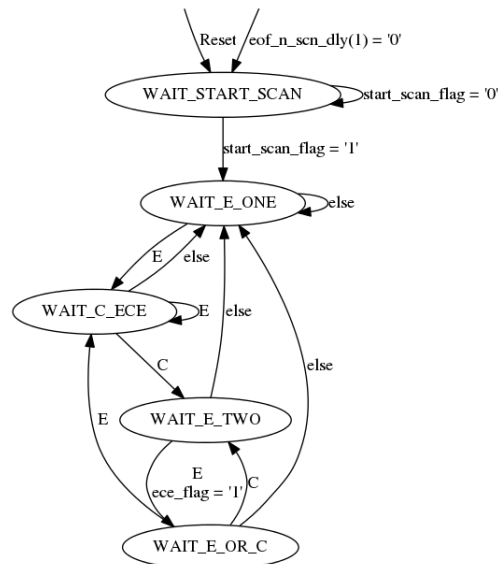 Reset
eof_n_scn_dly(1) = '0'
WAIT_START_SCAN
start_scan_flag = '0'
start_scan_flag = '1'
WAIT_E_ONE
else
E
else
WAIT_C_ECE
E
else
else
C
E
WAIT_E_TWO
E
ece_flag = '1'
C
WAIT_E_OR_C